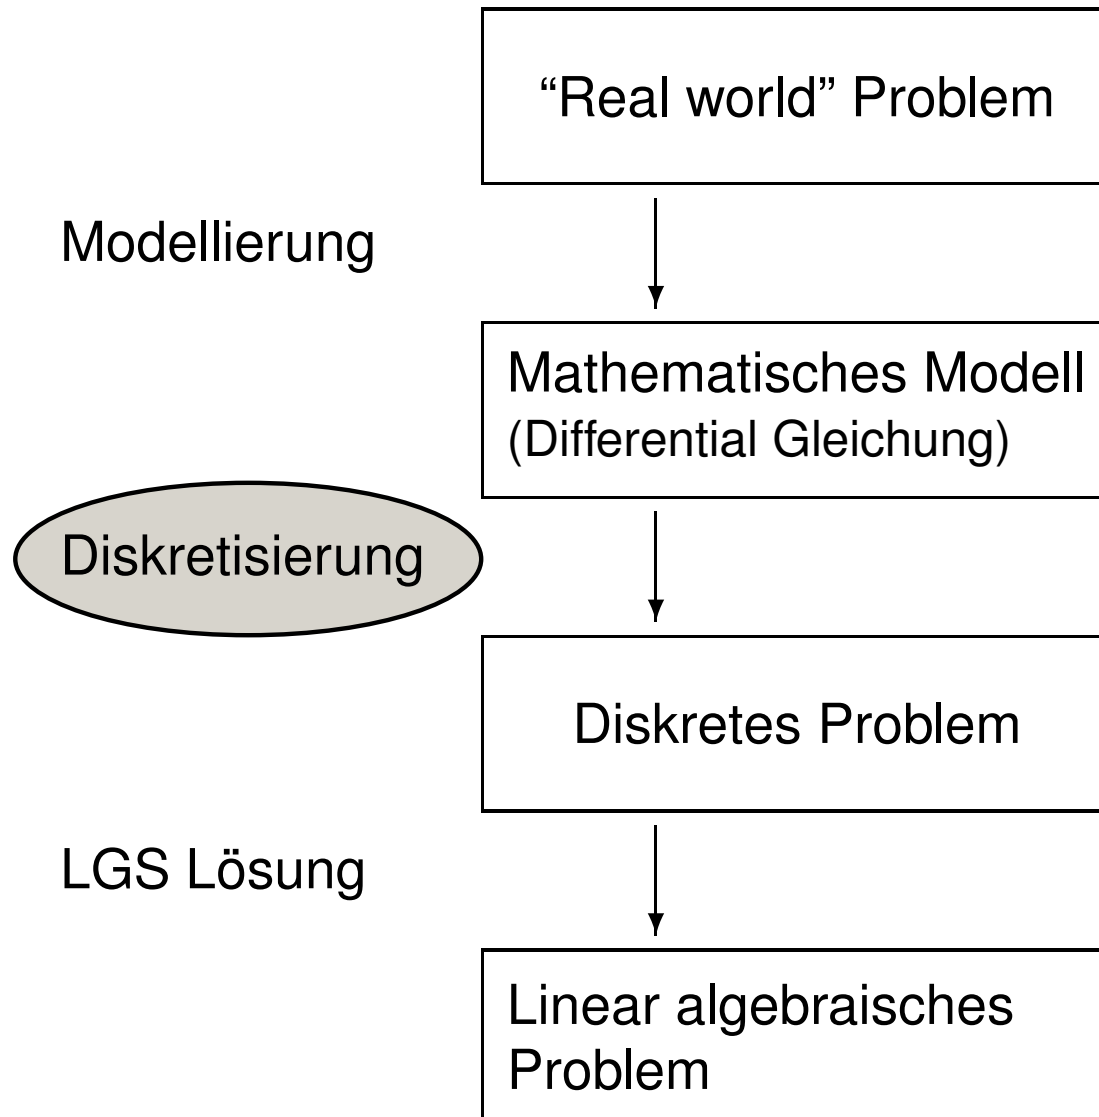 “Real world” Problem
Modellierung
Mathematisches Modell
(Differential Gleichung)
Diskretisierung
Diskretes Problem
LGS Lösung
Linear algebraisches
Problem